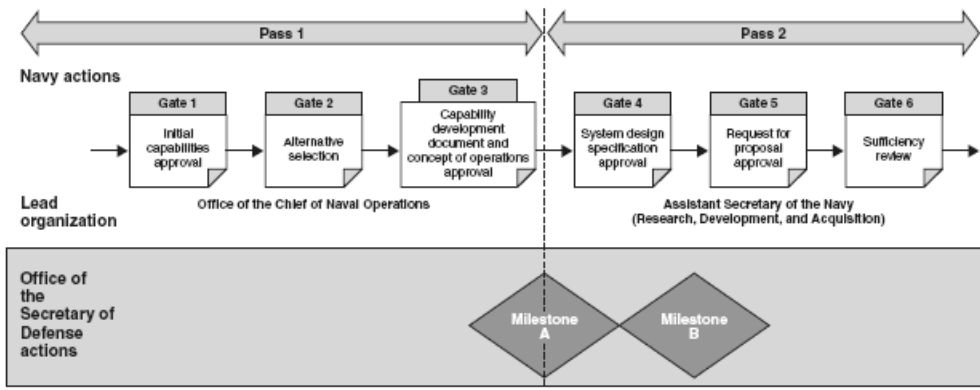 Pass 1
Pass 2
Navy actions
Gate 1
Initial
capabilities
approval
Gate 2
Alternative
selection
Gate 3
Capability
development
document and
concept of operations
approval
Gate 4
System design
specification
approval
Gate 5
Request for
proposal
approval
Gate 6
Sufficiency
review
Lead
organization
Office of the Chief of Naval Operations
Assistant Secretary of the Navy
(Research, Development, and Acquisition)
Office of
the
Secretary of
Defense
actions
Milestone
A
Milestone
B